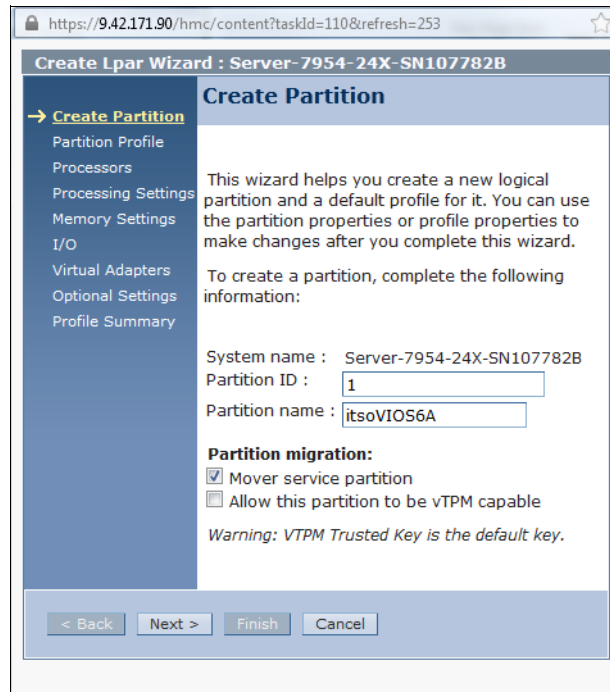 https://9.42.171.90/hmc/content?taskId=110&refresh=253
Create Lpar Wizard : Server-7954-24X-SN107782B
Create Partition
Partition Profile
Processors
Processing Settings
Memory Settings
I/O
Virtual Adapters
Optional Settings
Profile Summary
Create Partition
This wizard helps you create a new logical
partition and a default profile for it. You can use
the partition properties or profile properties to
make changes after you complete this wizard.
To create a partition, complete the following
information:
System name : Server-7954-24X-SN107782B
Partition ID : 1
Partition name : itsoVIOS6A
Partition migration:
Mover service partition
Allow this partition to be vTPM capable
Warning: VTPM Trusted Key is the default key.
< Back Next > Finish Cancel